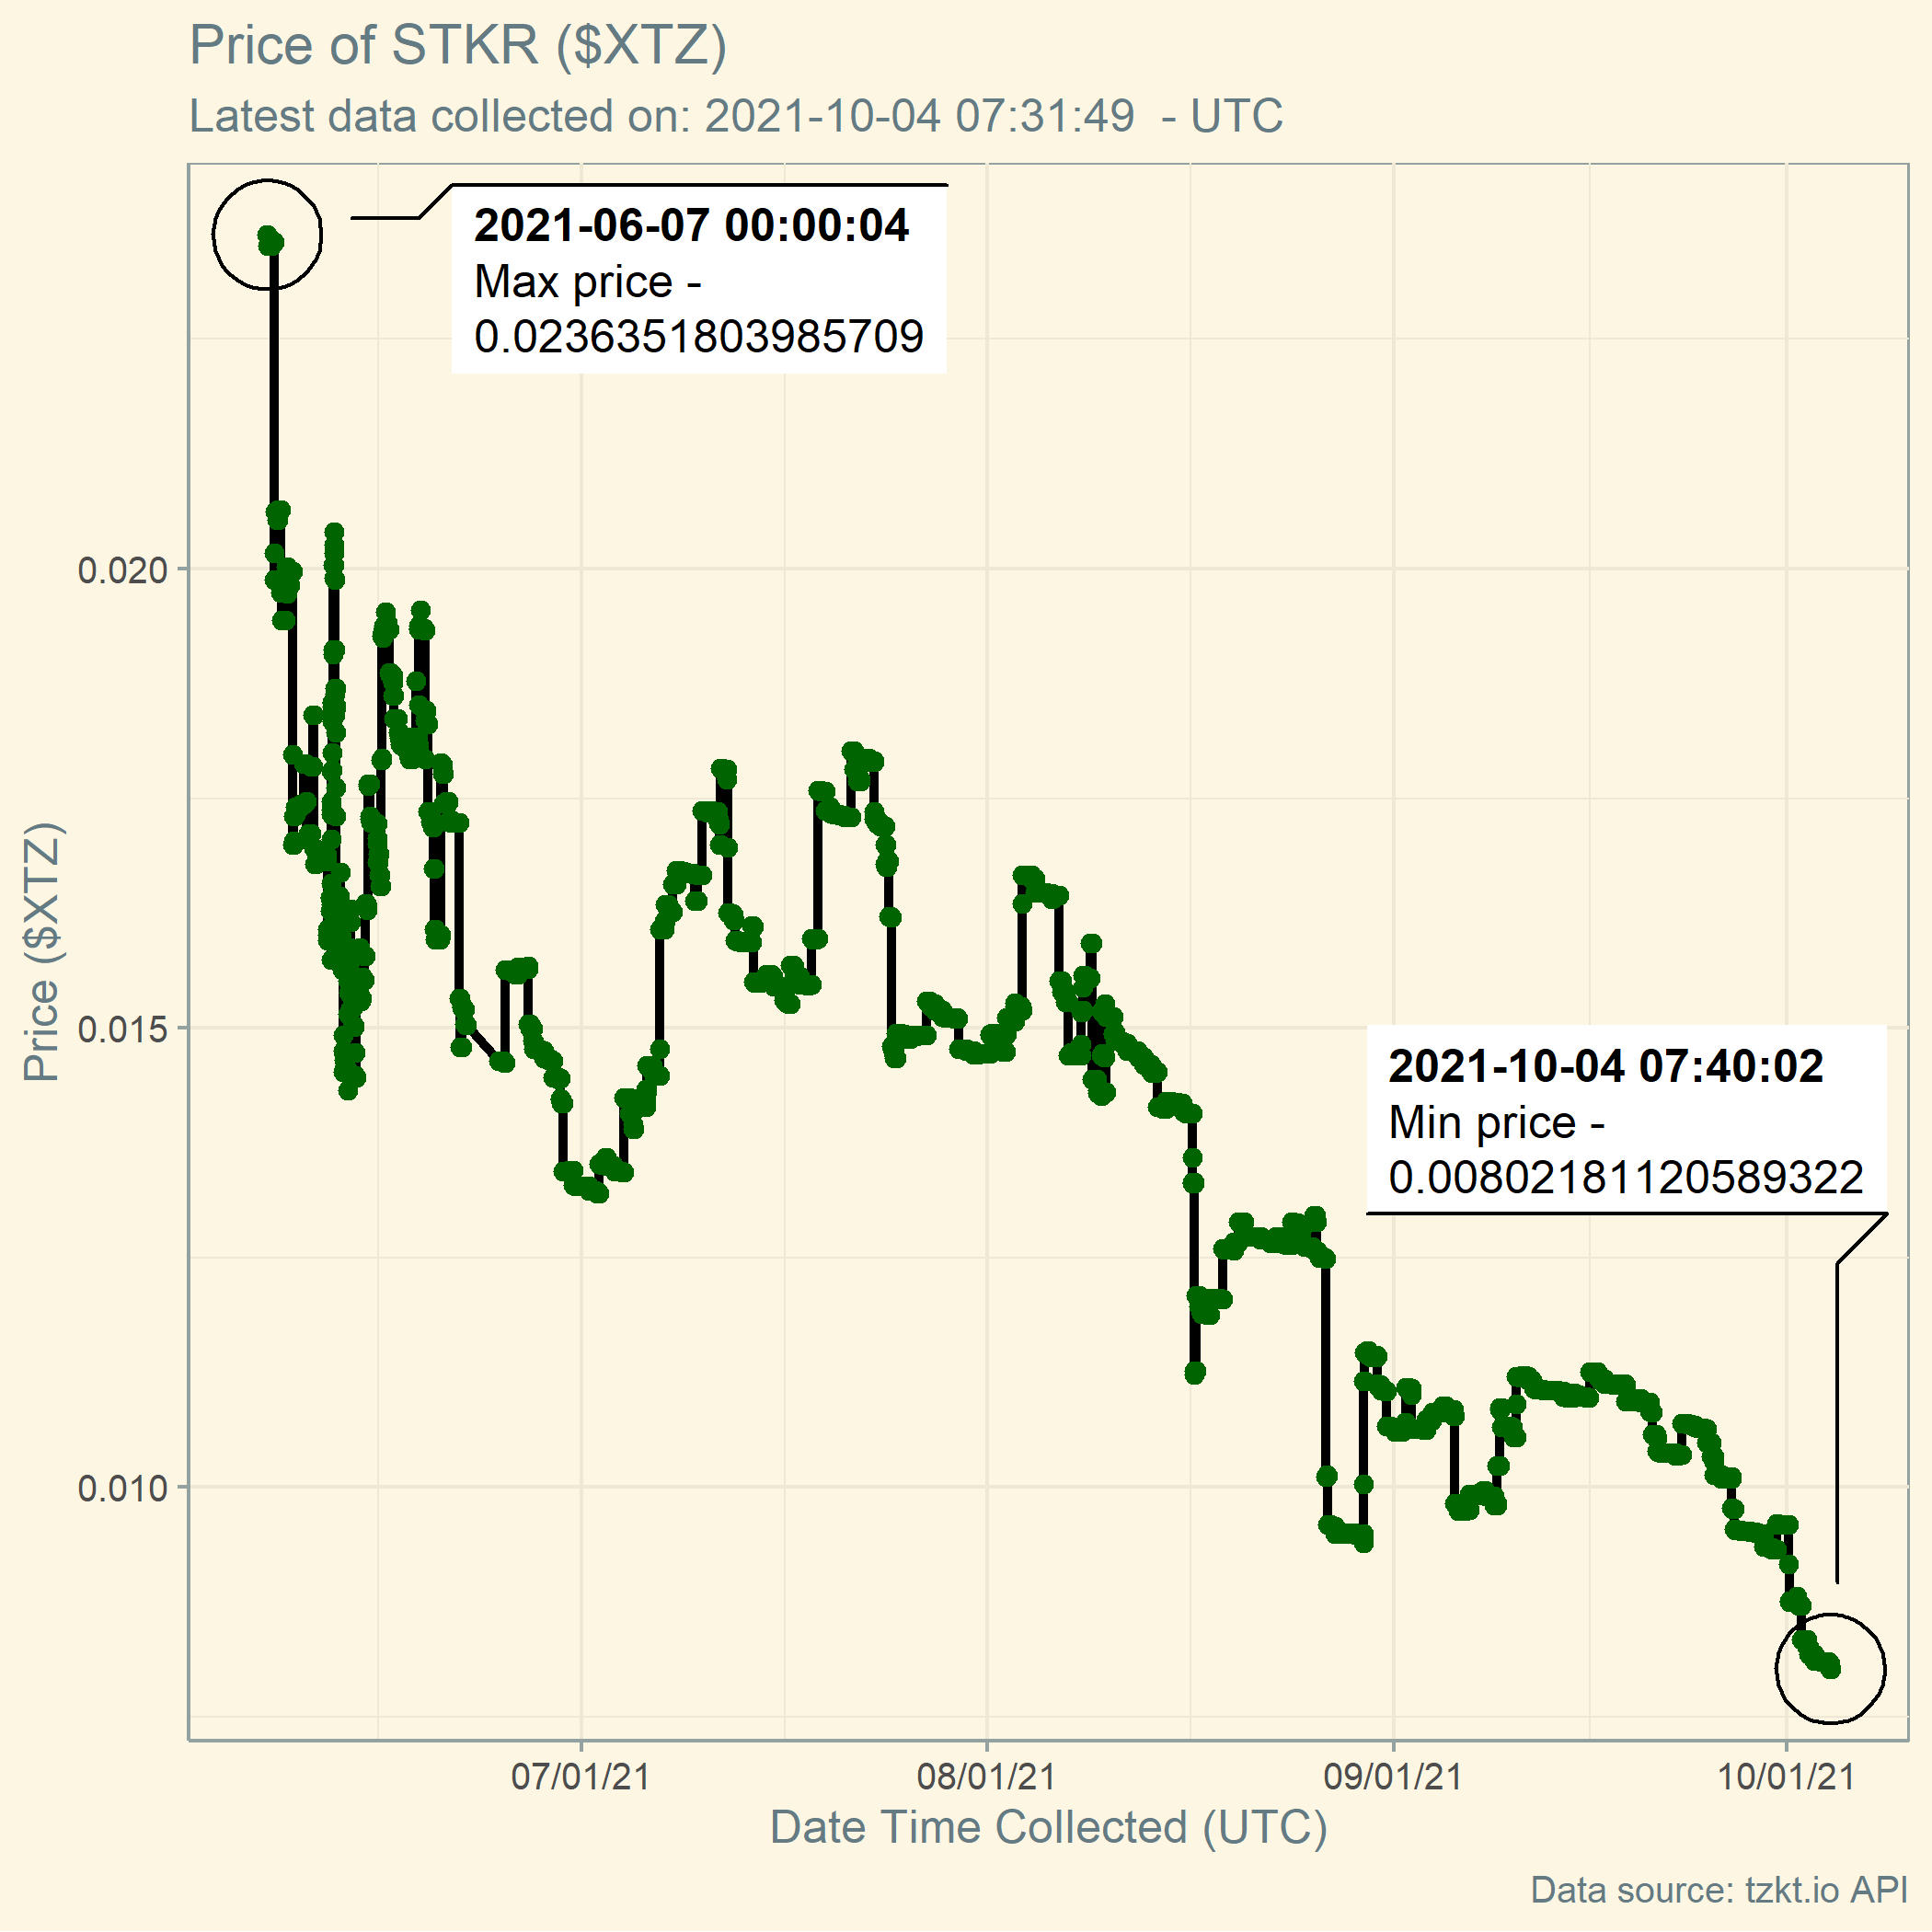 Price of STKR ($XTZ)
Latest data collected on: 2021-10-04 07:31:49  - UTC
2021-06-07 00:00:04
Max price -
0.0236351803985709
0.020
0.015
0.010
Price ($XTZ)
2021-10-04 07:40:02
Min price -
0.00802181120589322
07/01/21
08/01/21
09/01/21
10/01/21
Date Time Collected (UTC)
Data source: tzkt.io API